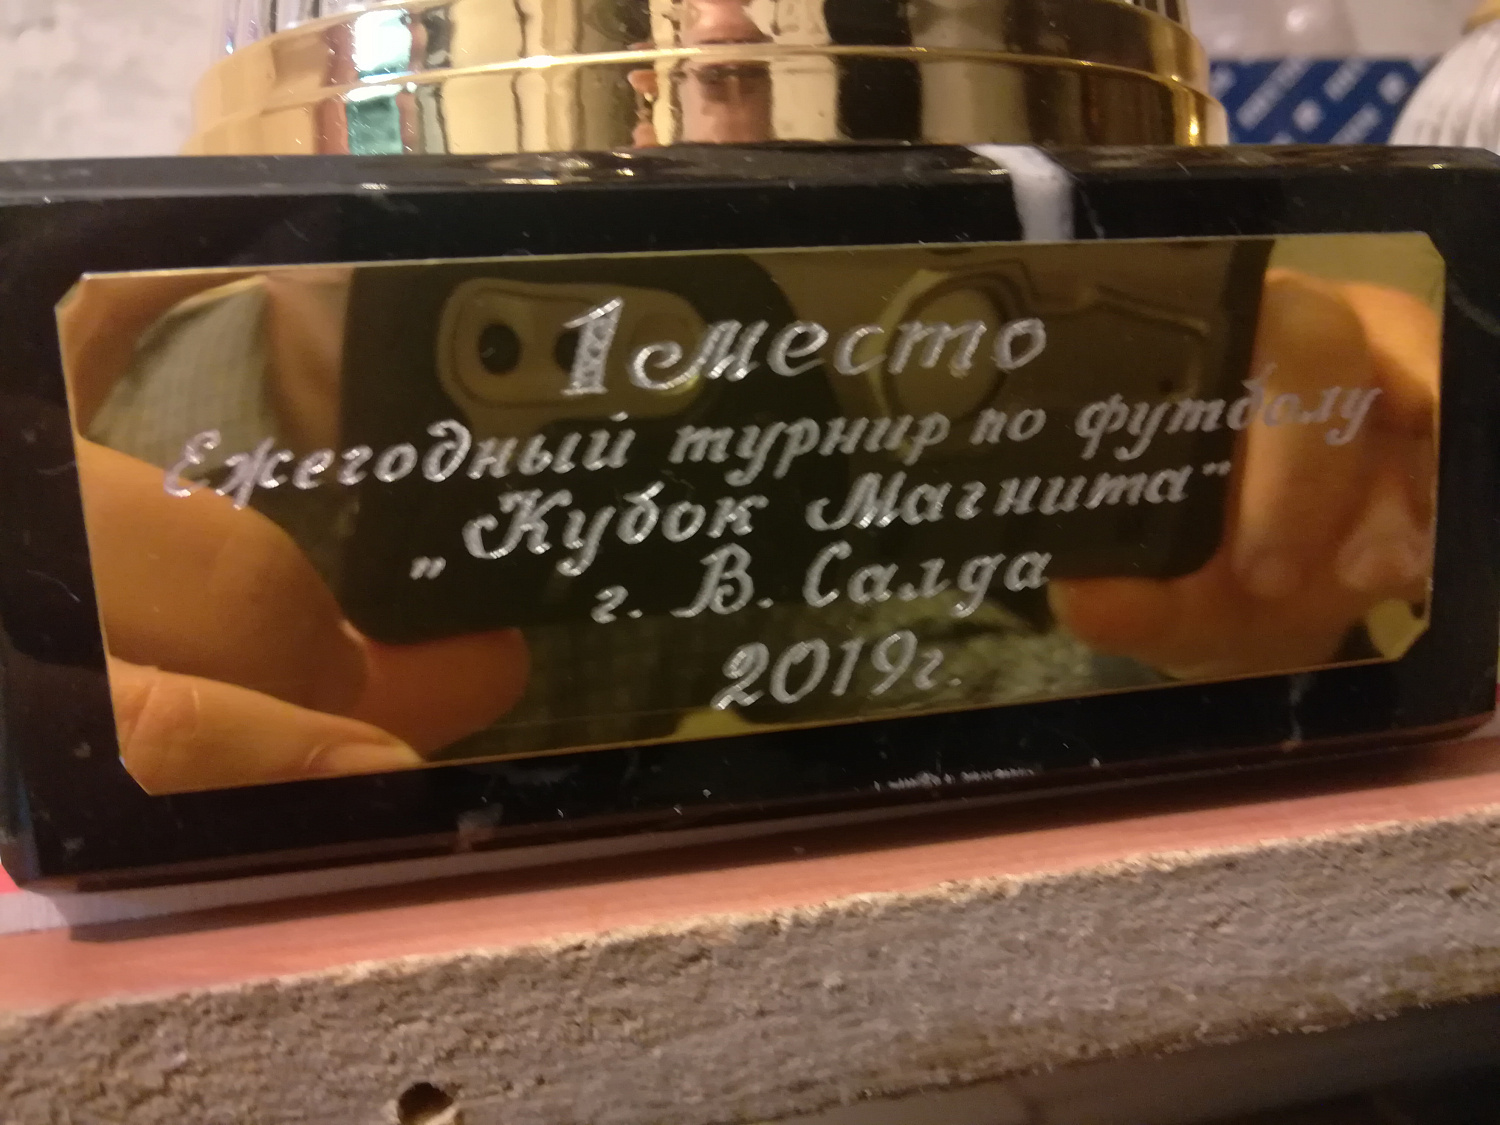 1 место
Ежегодный турнир по футболу
„Кубок Магнита"
г. В. Салда
2019г.